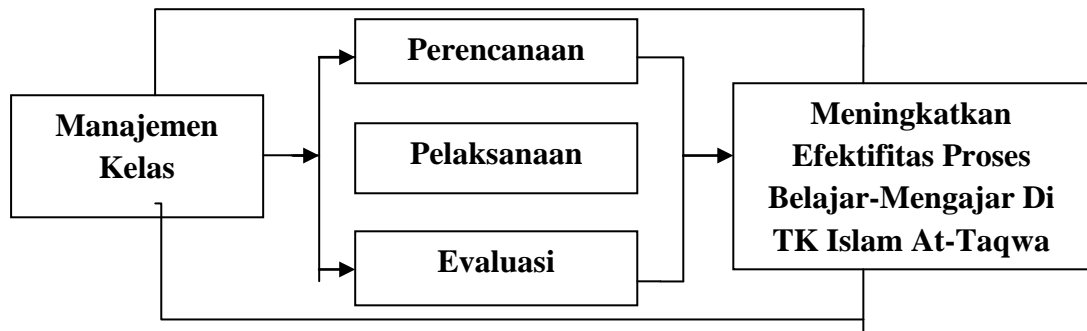 Manajemen
Kelas
Perencanaan
Pelaksanaan
Evaluasi
Meningkatkan
Efektifitas Proses
Belajar-Mengajar Di
TK Islam At-Taqwa